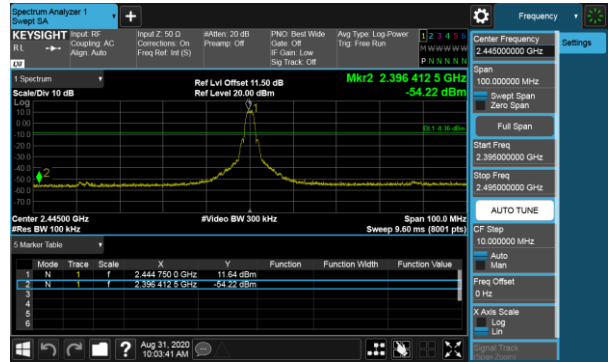 Spectrum Analyzer 1
Swept SA
+
Frequency
KEYSIGHT
Input: RF
Coupling: AC
Align: Auto
Input Z: 50 Ω
Corrections: On
Freq Ref: Int (S)
#Atten: 20 dB
Preamp: Off
PNO: Best Wide
Gate: Off
IF Gain: Low
Sig Track: Off
Avg Type: Log-Power
Trig: Free Run
1 2 3 4 5 6
M W W W W W
P N N N N N
RL
LXI
Center Frequency
2.445000000 GHz
Settings
1 Spectrum
Scale/Div 10 dB
Ref Lvl Offset 11.50 dB
Ref Level 20.00 dBm
Mkr2 2.396 412 5 GHz
-54.22 dBm
Span
100.000000 MHz
Swept Span
Zero Span
Full Span
Start Freq
2.395000000 GHz
Stop Freq
2.495000000 GHz
AUTO TUNE
CF Step
10.000000 MHz
Auto
Man
Freq Offset
0 Hz
X Axis Scale
Log
Lin
Signal Track
(Span Zoom)
Log
10.0
0.00
-10.0
-20.0
-30.0
-40.0
-50.0
-60.0
-70.0
1
2
DL1 -8.36 dBm
Center 2.44500 GHz
#Res BW 100 kHz
#Video BW 300 kHz
Span 100.0 MHz
Sweep 9.60 ms (8001 pts)
5 Marker Table
Mode Trace Scale X Y Function Function Width Function Value
1 N 1 f 2.444 750 0 GHz 11.64 dBm
2 N 1 f 2.396 412 5 GHz -54.22 dBm
3
4
5
6
?
Aug 31, 2020
10:03:41 AM